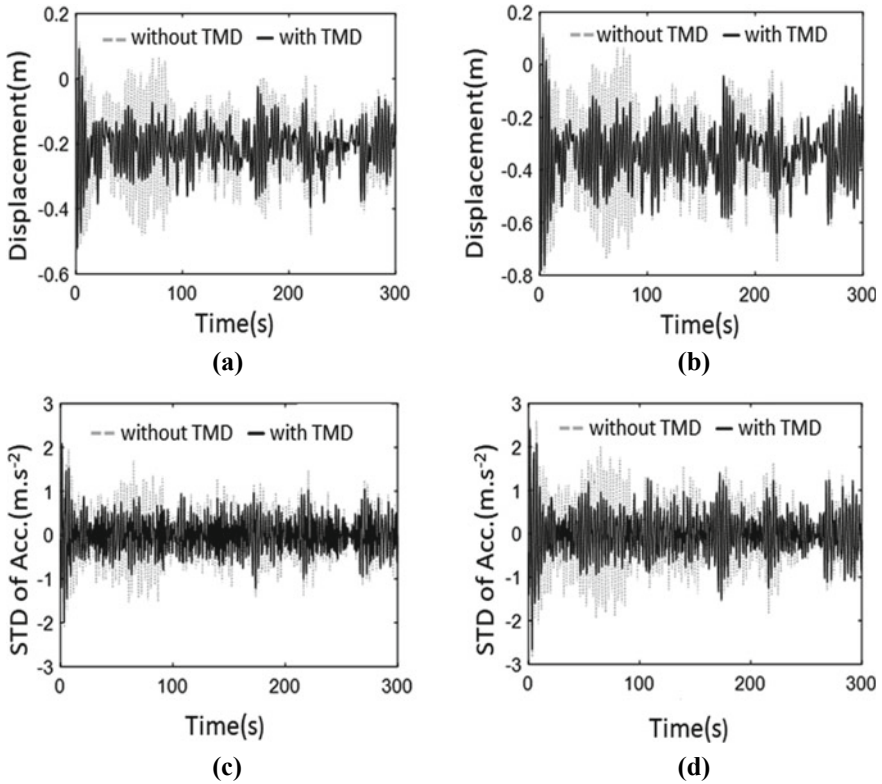 without TMD with TMD
Displacement(m)
0.2
0
-0.2
-0.4
-0.6
0 100 200 300
Time(s)
(a)
without TMD with TMD
Displacement(m)
0.2
0
-0.2
-0.4
-0.6
-0.8
0 100 200 300
Time(s)
(b)
without TMD with TMD
STD of Acc.(m.s-2)
3
2
1
0
-1
-2
-3
0 100 200 300
Time(s)
(c)
without TMD with TMD
STD of Acc.(m.s-2)
3
2
1
0
-1
-2
-3
0 100 200 300
Time(s)
(d)